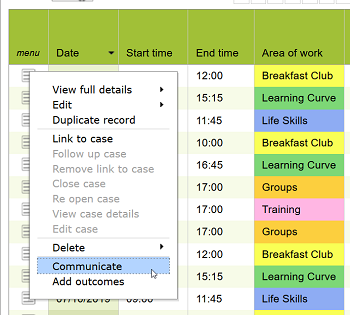 menu Date Start time End time Area of work
12:00 Breakfast Club
15:15 Learning Curve
11:45 Life Skills
10:00 Breakfast Club
16:45 Learning Curve
17:00 Groups
17:00 Training
17:00 Groups
12:00 Breakfast Club
15:15 Learning Curve
11:45 Life Skills
View full details
Edit
Duplicate record
Link to case
Follow up case
Remove link to case
Close case
Re open case
View case details
Edit case
Delete
Communicate
Add outcomes